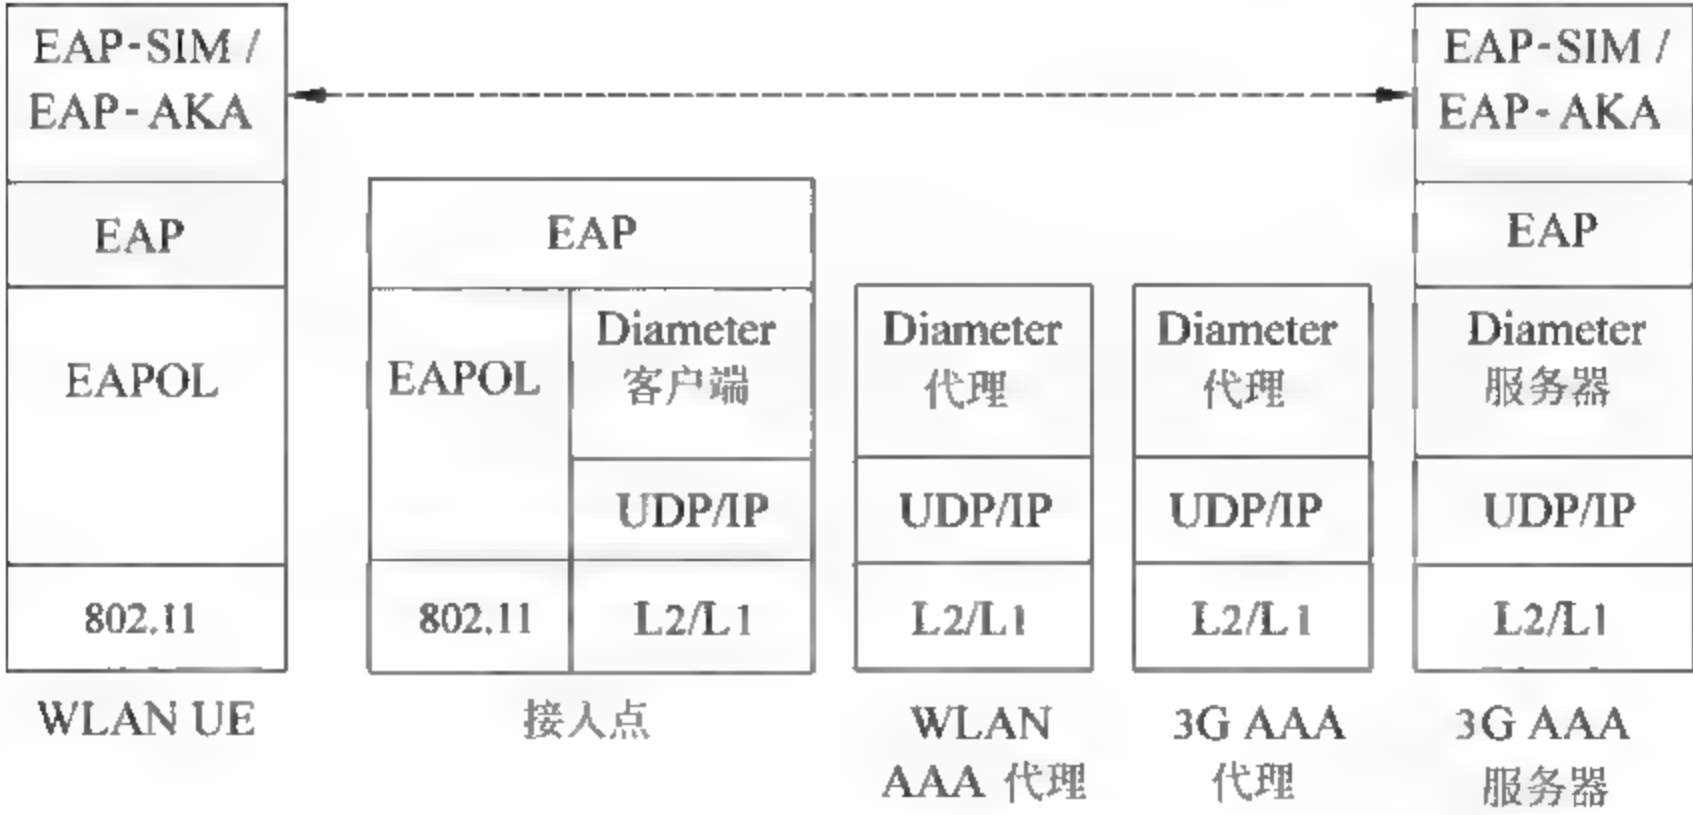 EAP-SIM /
EAP-AKA
EAP
EAPOL
802.11
WLAN UE
EAP
EAPOL
802.11
Diameter
客户端
UDP/IP
L2/L1
接入点
Diameter
代理
UDP/IP
L2/L1
WLAN
AAA 代理
Diameter
代理
UDP/IP
L2/L1
3G AAA
代理
EAP-SIM /
EAP-AKA
EAP
Diameter
服务器
UDP/IP
L2/L1
3G AAA
服务器